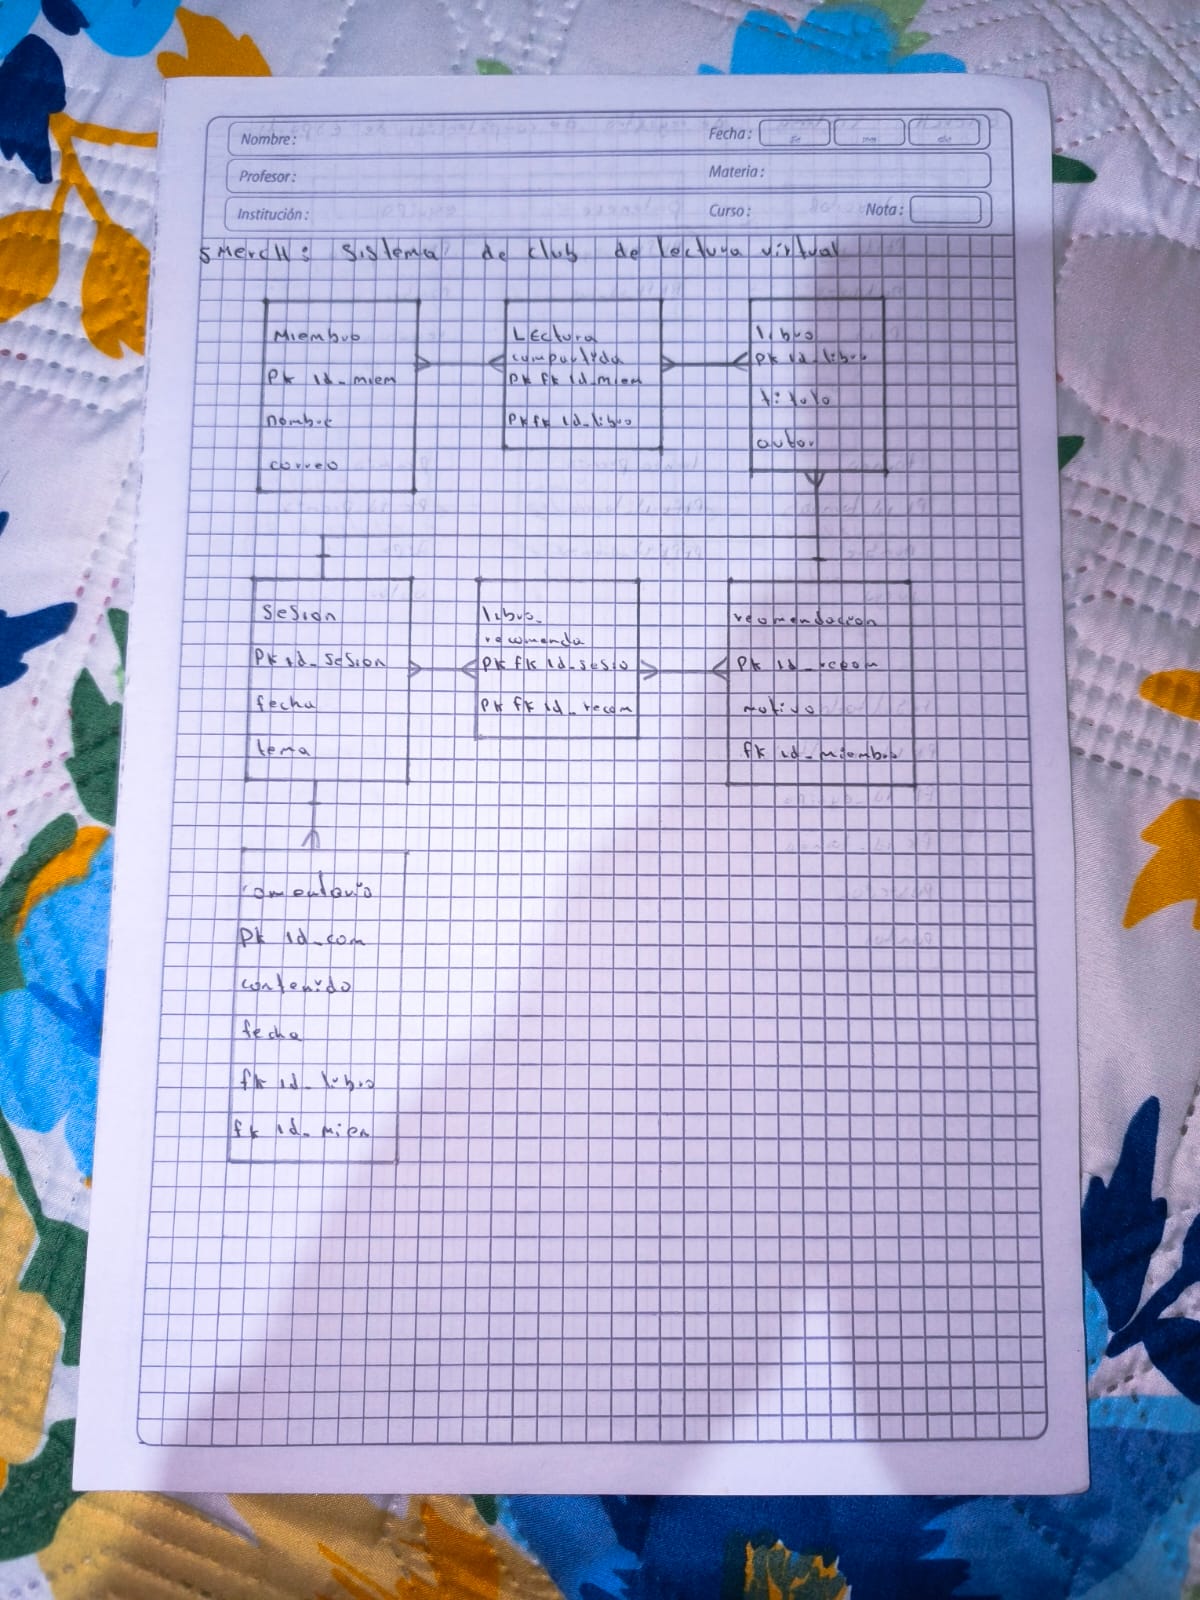 Nombre: Fecha:
Profesor: Materia:
Institución: Curso: Nota:
SMercH: Sistema de club de lectura virtual
Miembro
Pk id_miem
nombre
correo
LEctura
compartida
Pk fk id_miem
Pk fk id_libro
libro
Pk id_libro
titulo
autor
Sesion
Pk id_sesion
fecha
tema
libro_
recomenda
Pk fk id_sesio
Pk fk id_recom
recomendacion
Pk id_recom
motivo
fk id_miembro
comentario
Pk id_com
contenido
fecha
fk id_libro
fk id_mien